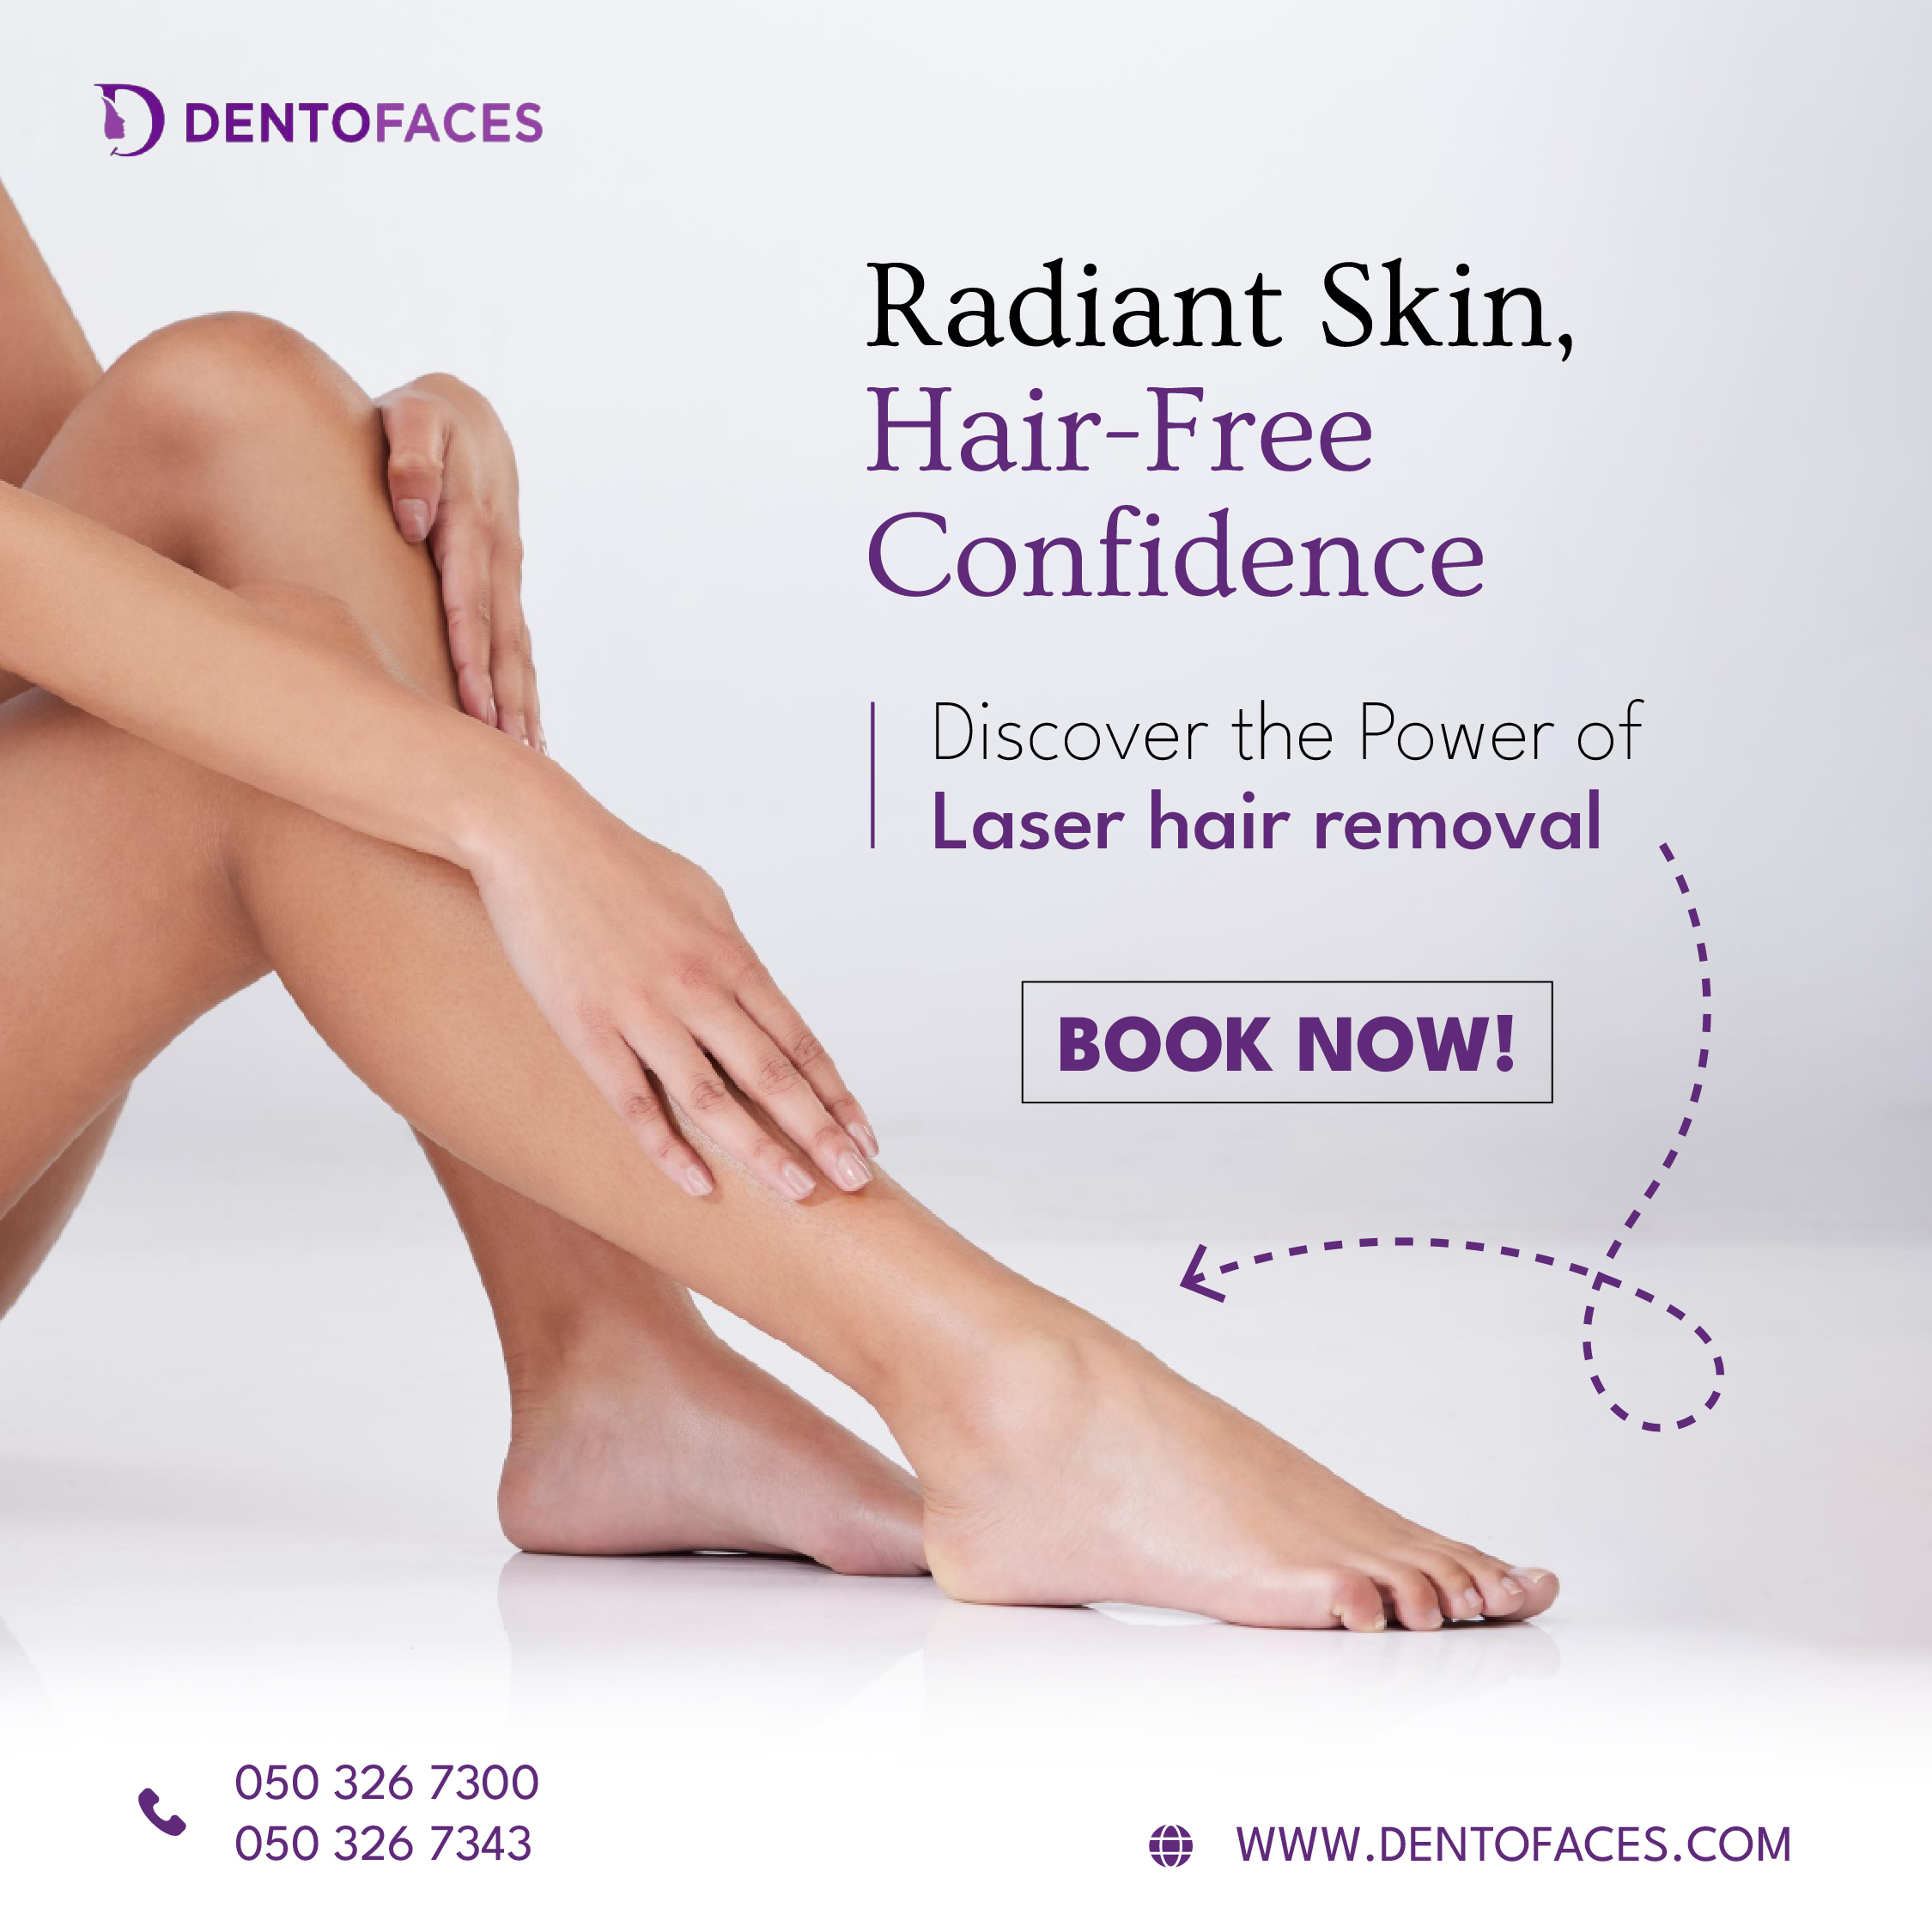 DENTOFACES
Radiant Skin,
Hair-Free
Confidence
Discover the Power of
Laser hair removal
BOOK NOW!
050 326 7300
050 326 7343
WWW.DENTOFACES.COM